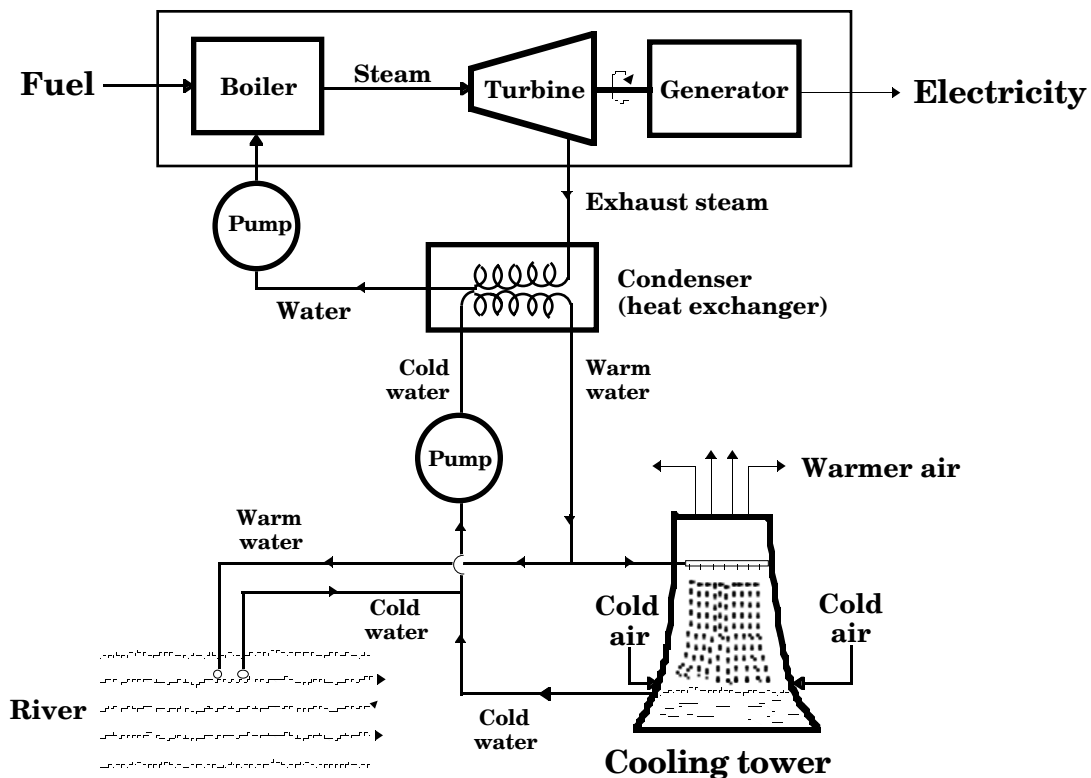 Fuel
Boiler
Steam
Turbine
Generator
Electricity
Pump
Exhaust steam
Water
Condenser
(heat exchanger)
Cold
water
Warm
water
Pump
Warmer air
Warm
water
Cold
water
Cold
air
Cold
air
River
Cold
water
Cooling tower